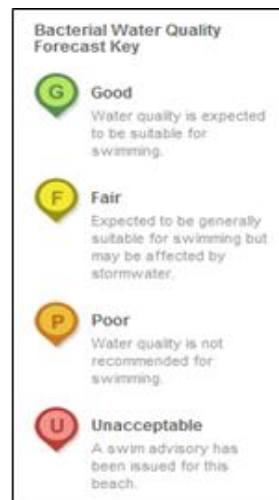 Bacterial Water Quality
Forecast Key
G
Good
Water quality is expected
to be suitable for
swimming.
F
Fair
Expected to be generally
suitable for swimming but
may be affected by
stormwater.
P
Poor
Water quality is not
recommended for
swimming.
U
Unacceptable
A swim advisory has
been issued for this
beach.